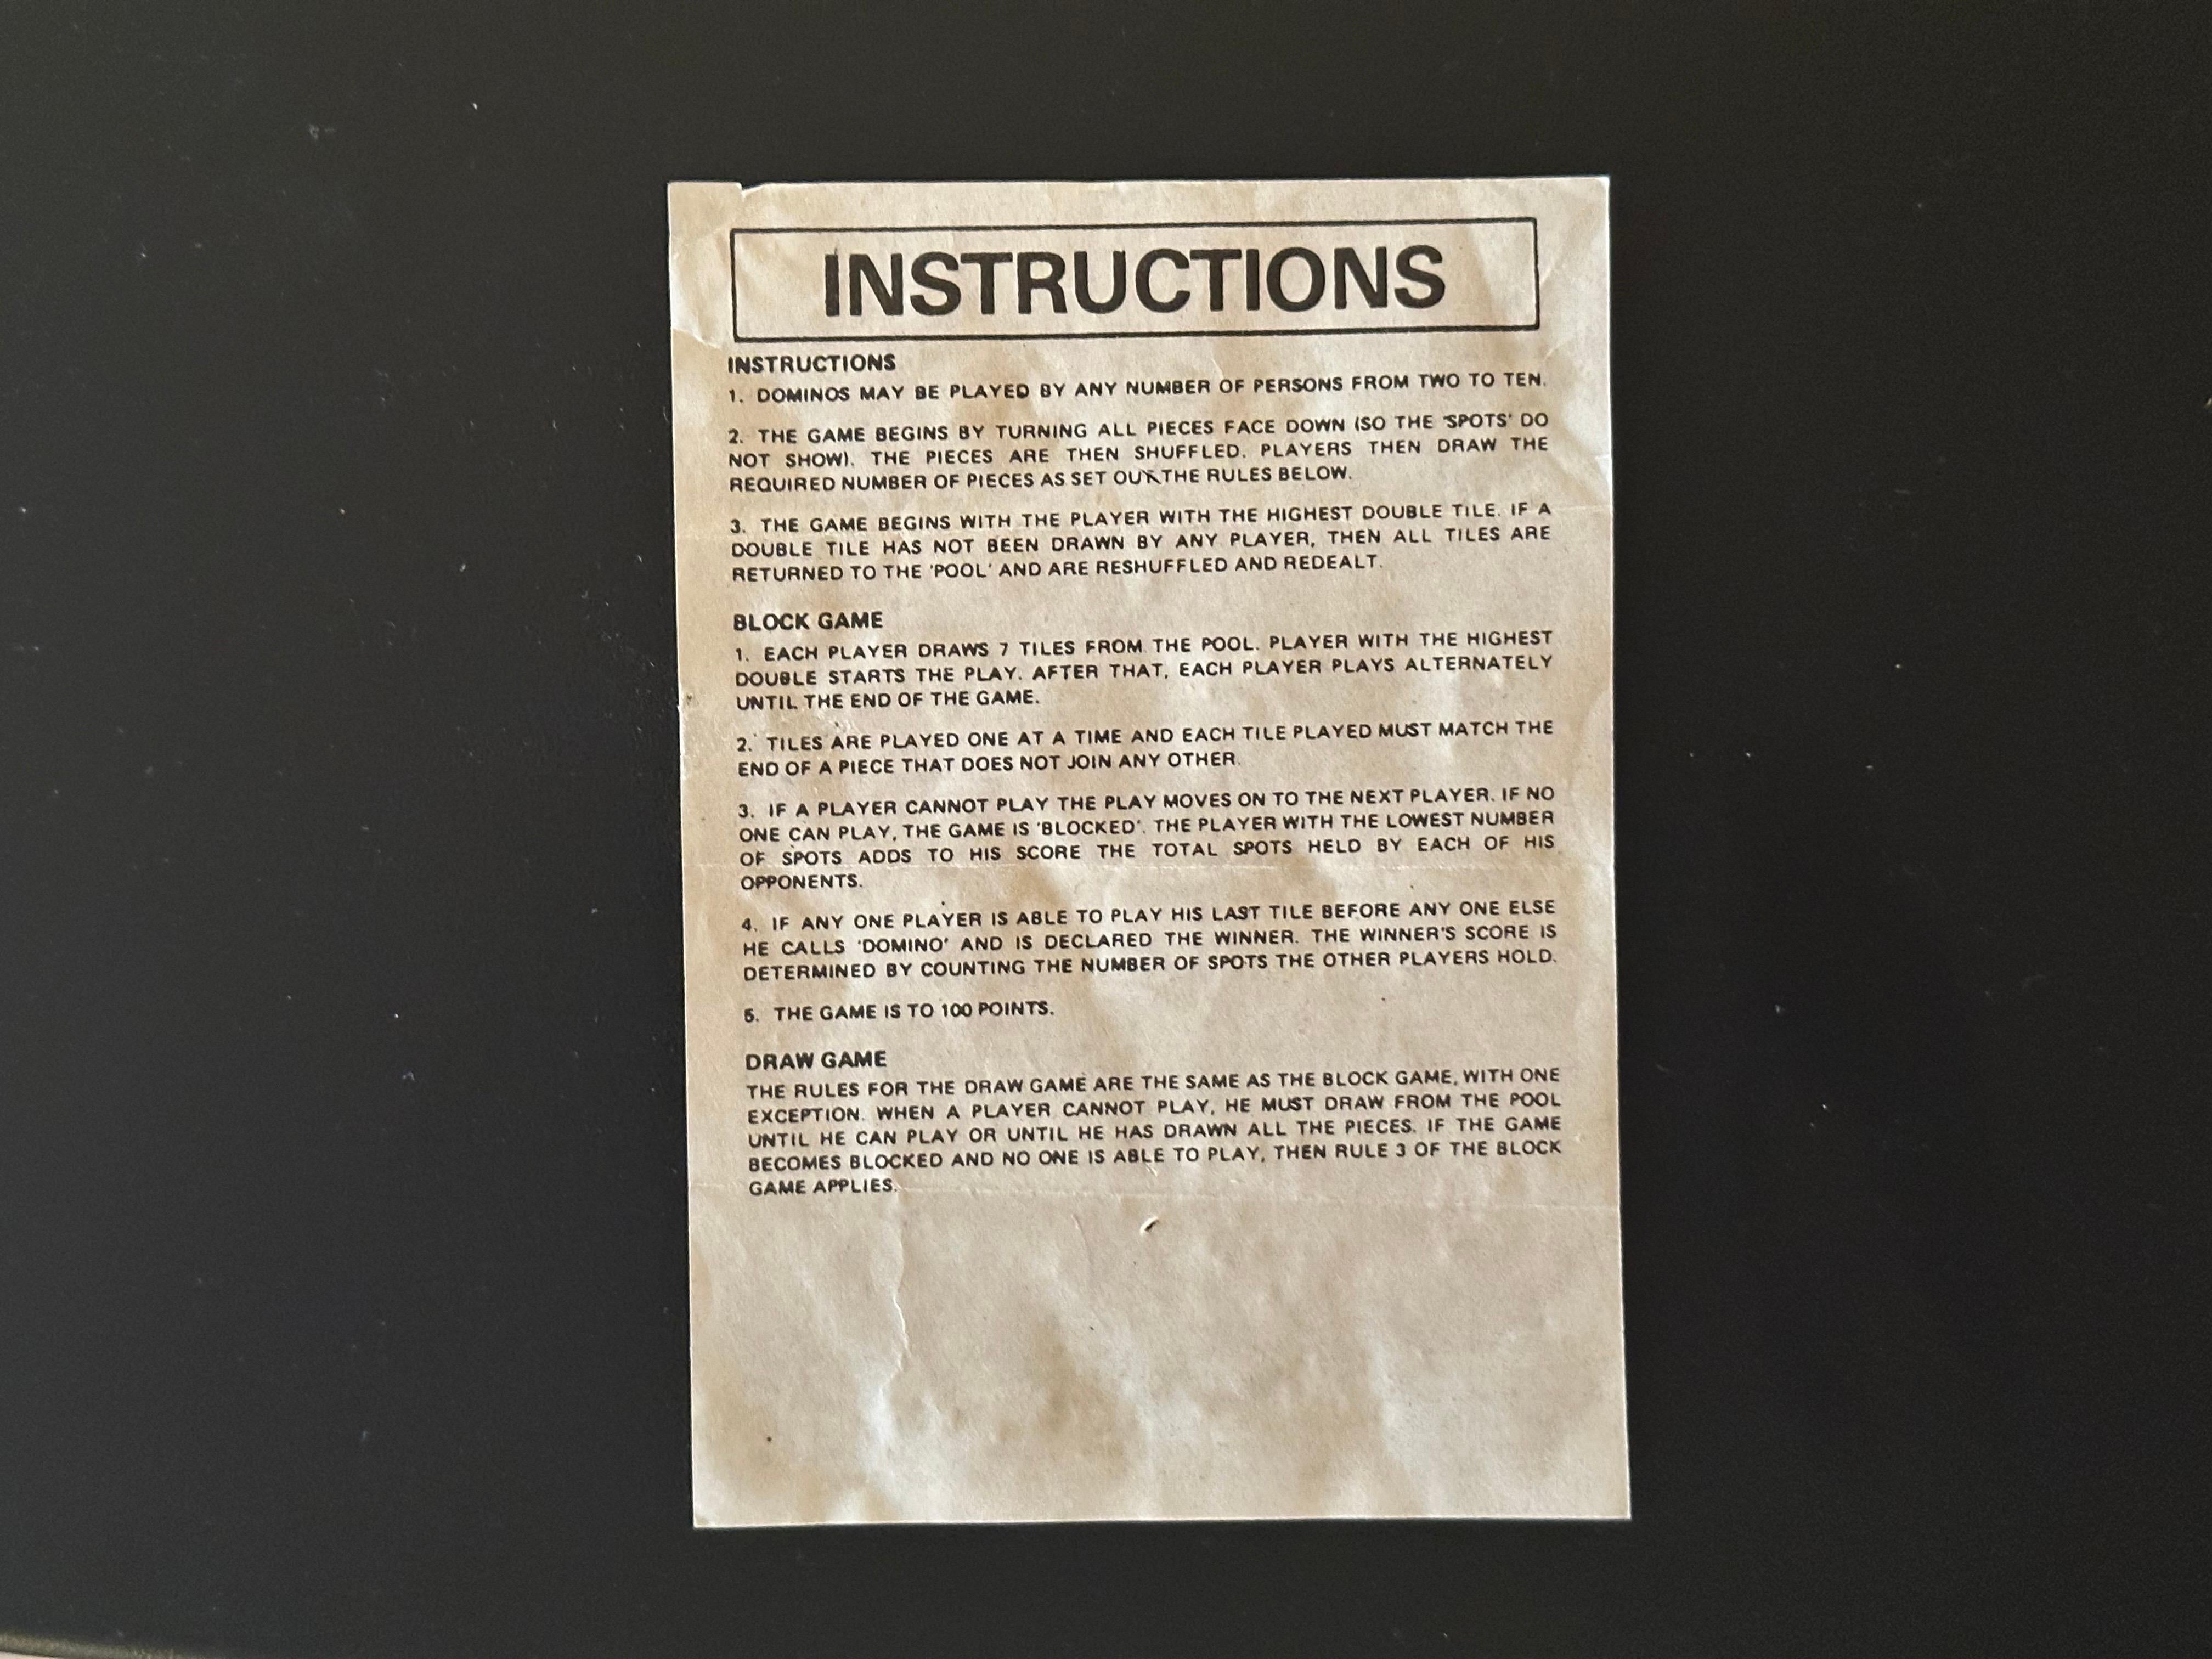 INSTRUCTIONS
INSTRUCTIONS
1. DOMINOS MAY BE PLAYED BY ANY NUMBER OF PERSONS FROM TWO TO TEN.
2. THE GAME BEGINS BY TURNING ALL PIECES FACE DOWN (SO THE 'SPOTS' DO
NOT SHOW). THE PIECES ARE THEN SHUFFLED. PLAYERS THEN DRAW THE
REQUIRED NUMBER OF PIECES AS SET OUT THE RULES BELOW.
3. THE GAME BEGINS WITH THE PLAYER WITH THE HIGHEST DOUBLE TILE. IF A
DOUBLE TILE HAS NOT BEEN DRAWN BY ANY PLAYER, THEN ALL TILES ARE
RETURNED TO THE 'POOL' AND ARE RESHUFFLED AND REDEALT.
BLOCK GAME
1. EACH PLAYER DRAWS 7 TILES FROM THE POOL. PLAYER WITH THE HIGHEST
DOUBLE STARTS THE PLAY. AFTER THAT, EACH PLAYER PLAYS ALTERNATELY
UNTIL THE END OF THE GAME.
2. TILES ARE PLAYED ONE AT A TIME AND EACH TILE PLAYED MUST MATCH THE
END OF A PIECE THAT DOES NOT JOIN ANY OTHER.
3. IF A PLAYER CANNOT PLAY THE PLAY MOVES ON TO THE NEXT PLAYER. IF NO
ONE CAN PLAY, THE GAME IS 'BLOCKED'. THE PLAYER WITH THE LOWEST NUMBER
OF SPOTS ADDS TO HIS SCORE THE TOTAL SPOTS HELD BY EACH OF HIS
OPPONENTS.
4. IF ANY ONE PLAYER IS ABLE TO PLAY HIS LAST TILE BEFORE ANY ONE ELSE
HE CALLS 'DOMINO' AND IS DECLARED THE WINNER. THE WINNER'S SCORE IS
DETERMINED BY COUNTING THE NUMBER OF SPOTS THE OTHER PLAYERS HOLD.
5. THE GAME IS TO 100 POINTS.
DRAW GAME
THE RULES FOR THE DRAW GAME ARE THE SAME AS THE BLOCK GAME, WITH ONE
EXCEPTION. WHEN A PLAYER CANNOT PLAY, HE MUST DRAW FROM THE POOL
UNTIL HE CAN PLAY OR UNTIL HE HAS DRAWN ALL THE PIECES. IF THE GAME
BECOMES BLOCKED AND NO ONE IS ABLE TO PLAY, THEN RULE 3 OF THE BLOCK
GAME APPLIES.